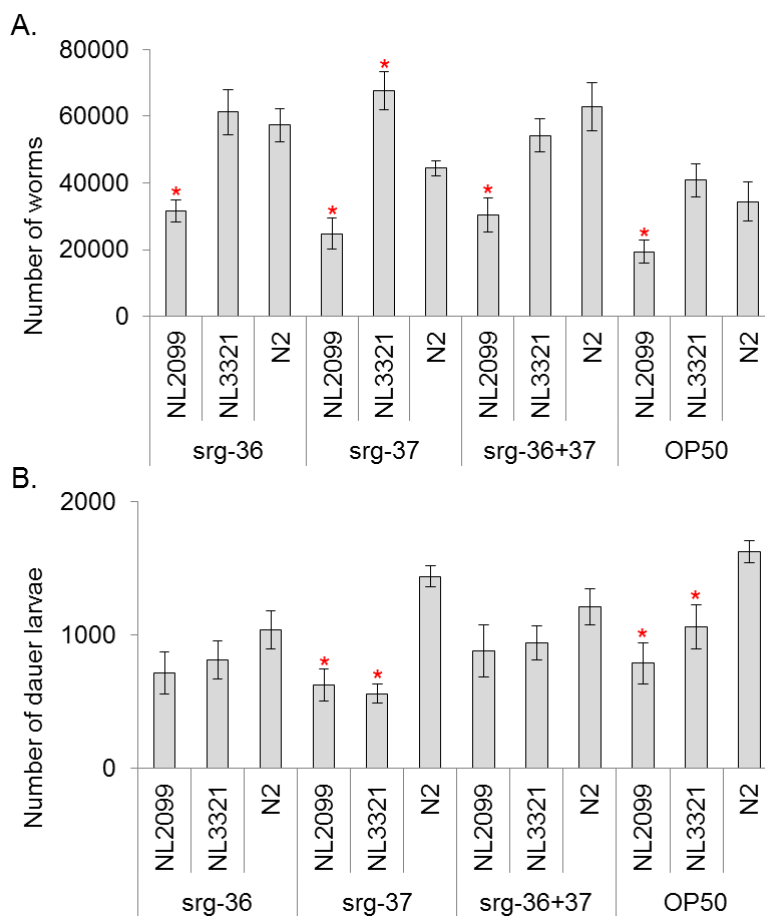 A.
80000
60000
40000
20000
0
Number of worms
*
*
*
*
*
NL2099 NL3321 N2 NL2099 NL3321 N2 NL2099 NL3321 N2 NL2099 NL3321 N2
srg-36 srg-37 srg-36+37 OP50
B.
2000
1000
0
Number of dauer larvae
* * * *
NL2099 NL3321 N2 NL2099 NL3321 N2 NL2099 NL3321 N2 NL2099 NL3321 N2
srg-36 srg-37 srg-36+37 OP50